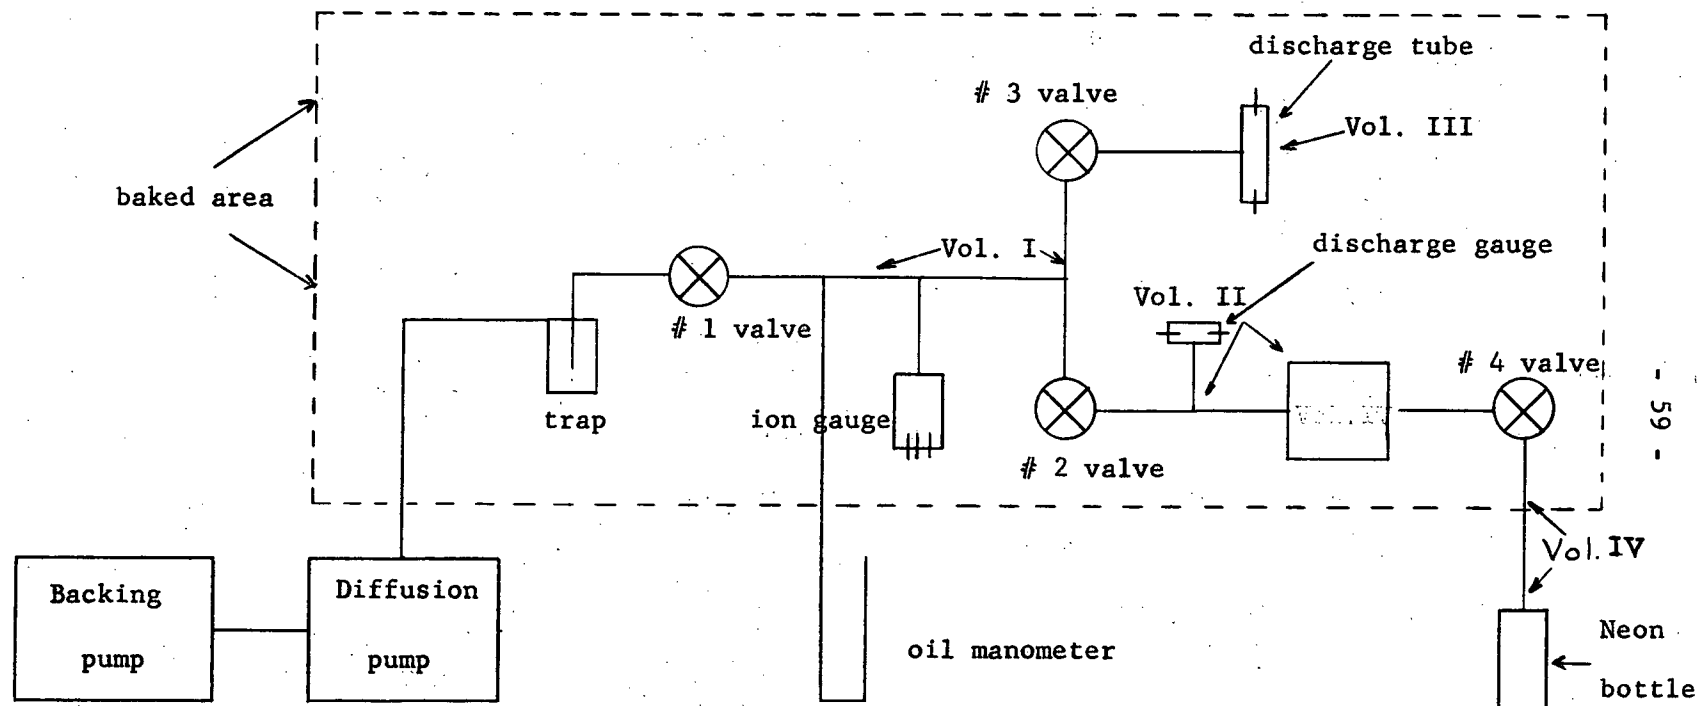 discharge tube
# 3 valve
Vol. III
baked area
Vol. I
discharge gauge
Vol. II
# 1 valve
# 4 valve
trap
ion gauge
# 2 valve
- 59 -
Vol. IV
Backing
pump
Diffusion
pump
oil manometer
Neon
bottle